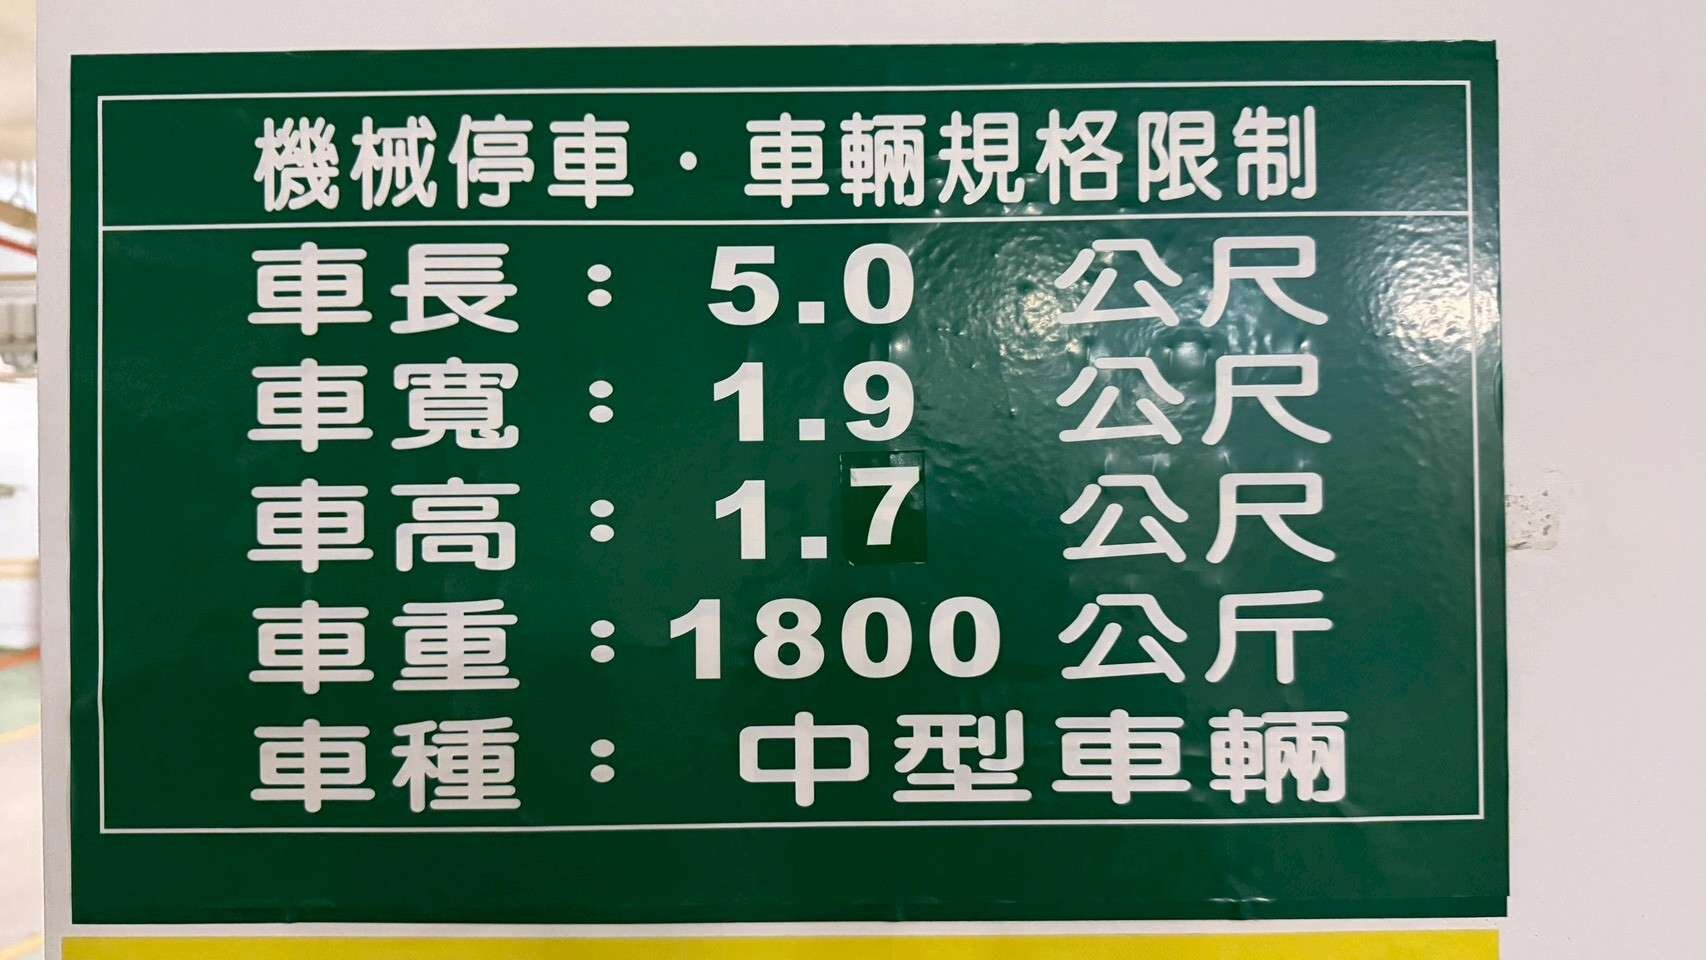 機械停車・車輛規格限制
車長：5.0 公尺
車寬：1.9 公尺
車高：1.7 公尺
車重：1800 公斤
車種：中型車輛